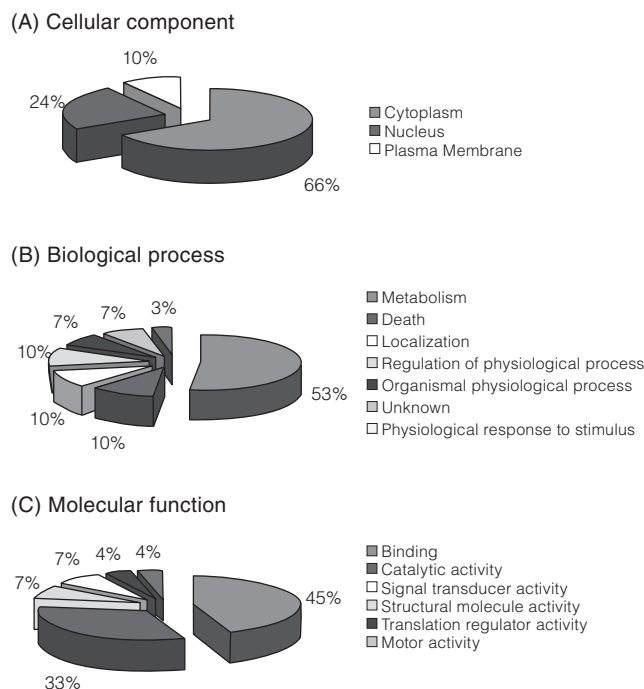 (A) Cellular component
10%
24%
66%
Cytoplasm
Nucleus
Plasma Membrane
(B) Biological process
7%
7%
3%
10%
53%
10%
10%
Metabolism
Death
Localization
Regulation of physiological process
Organismal physiological process
Unknown
Physiological response to stimulus
(C) Molecular function
7%
4%
4%
7%
45%
33%
Binding
Catalytic activity
Signal transducer activity
Structural molecule activity
Translation regulator activity
Motor activity